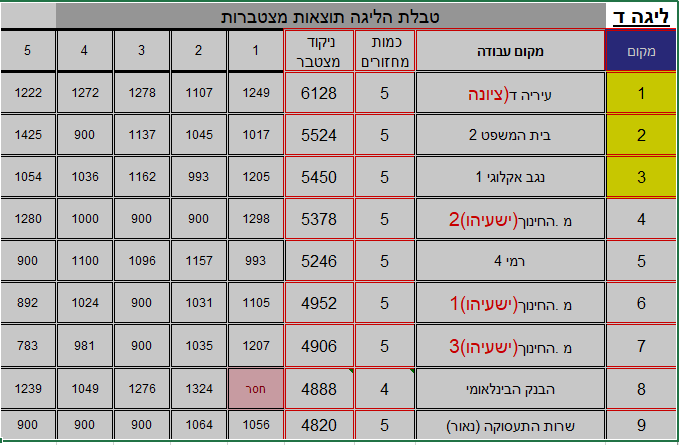 ליגה ד טבלת הליגה תוצאות מצטברות
מקום מקום עבודה כמות מחזורים ניקוד מצטבר 1 2 3 4 5
1 עיריה ד(ציונה 5 6128 1249 1107 1278 1272 1222
2 בית המשפט 2 5 5524 1017 1045 1137 900 1425
3 נגב אקלוגי 1 5 5450 1205 993 1162 1036 1054
4 מ .החינוך(ישעיהו)2 5 5378 1298 900 900 1000 1280
5 רמי 4 5 5246 993 1157 1096 1100 900
6 מ .החינוך(ישעיהו)1 5 4952 1105 1031 900 1024 892
7 מ .החינוך(ישעיהו)3 5 4906 1207 1035 900 981 783
8 הבנק הבינלאומי 4 4888 חסר 1324 1276 1049 1239
9 שרות התעסוקה (נאור) 5 4820 1056 1064 900 900 900